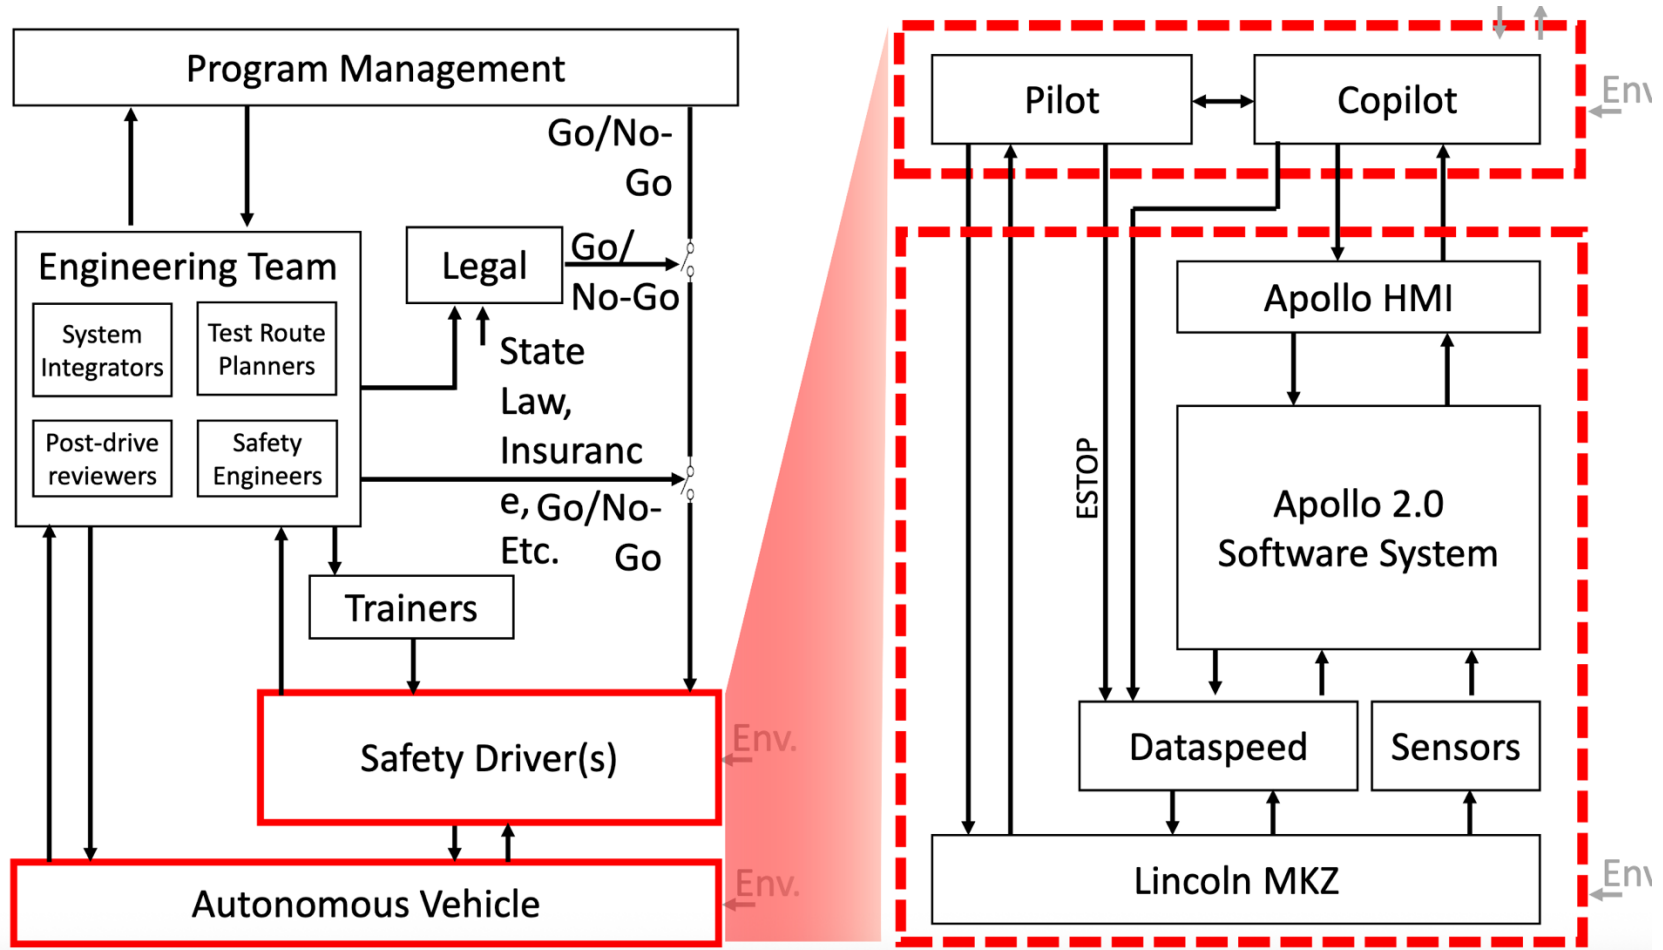 Program Management
Go/No-
Go
Engineering Team
System
Integrators
Test Route
Planners
Post-drive
reviewers
Safety
Engineers
Legal
Go/
No-Go
State
Law,
Insuranc
e,
Etc.
Go/No-
Go
Trainers
Safety Driver(s)
Env.
Autonomous Vehicle
Env.
Pilot
Copilot
Env
Apollo HMI
ESTOP
Apollo 2.0
Software System
Dataspeed
Sensors
Lincoln MKZ
Env